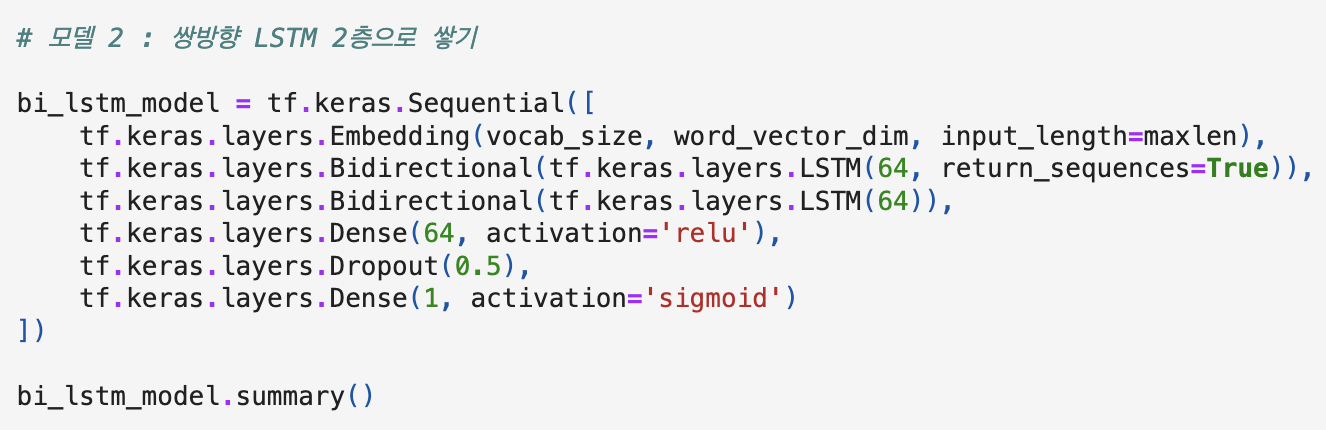 # 모델 2 : 쌍방향 LSTM 2층으로 쌓기
bi_lstm_model = tf.keras.Sequential([
    tf.keras.layers.Embedding(vocab_size, word_vector_dim, input_length=maxlen),
    tf.keras.layers.Bidirectional(tf.keras.layers.LSTM(64, return_sequences=True)),
    tf.keras.layers.Bidirectional(tf.keras.layers.LSTM(64)),
    tf.keras.layers.Dense(64, activation='relu'),
    tf.keras.layers.Dropout(0.5),
    tf.keras.layers.Dense(1, activation='sigmoid')
])
bi_lstm_model.summary()